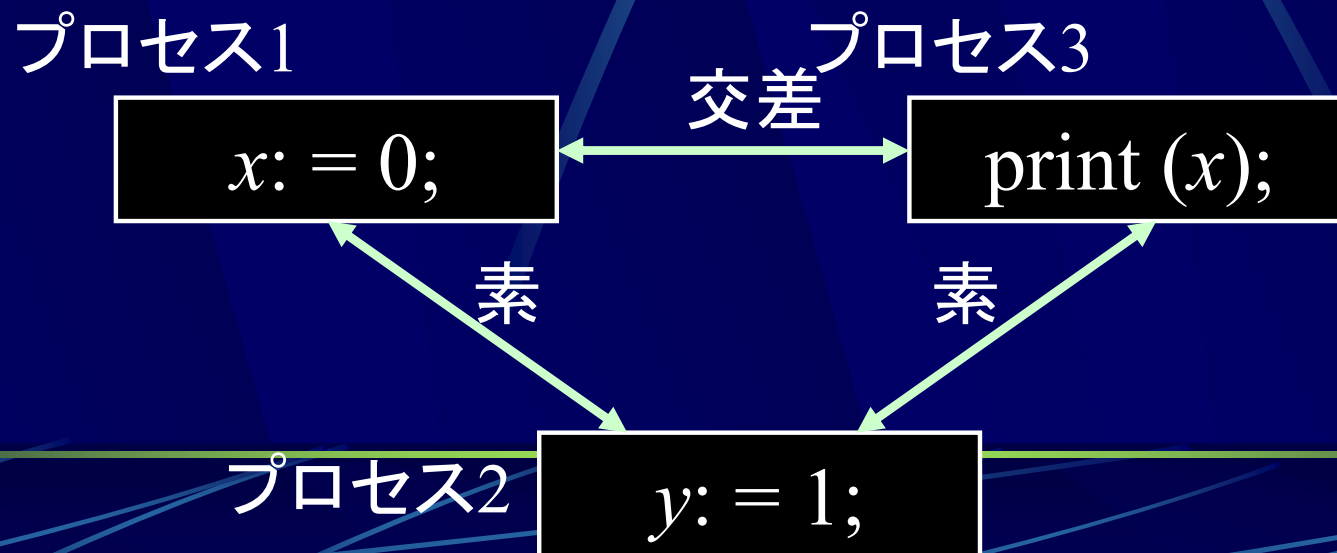 プロセス1
プロセス3
交差
x: = 0;
print (x);
素
素
プロセス2
y: = 1;